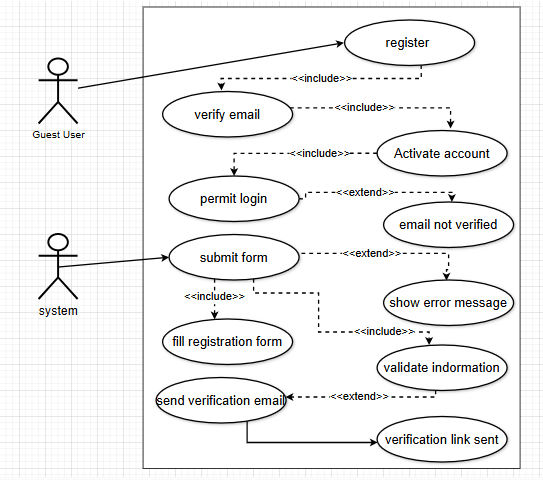 register
<<include>>
verify email
<<include>>
Guest User
<<include>>
Activate account
permit login
<<extend>>
email not verified
submit form
<<extend>>
<<include>>
show error message
system
<<include>>
fill registration form
validate indormation
send verification email
<<extend>>
verification link sent